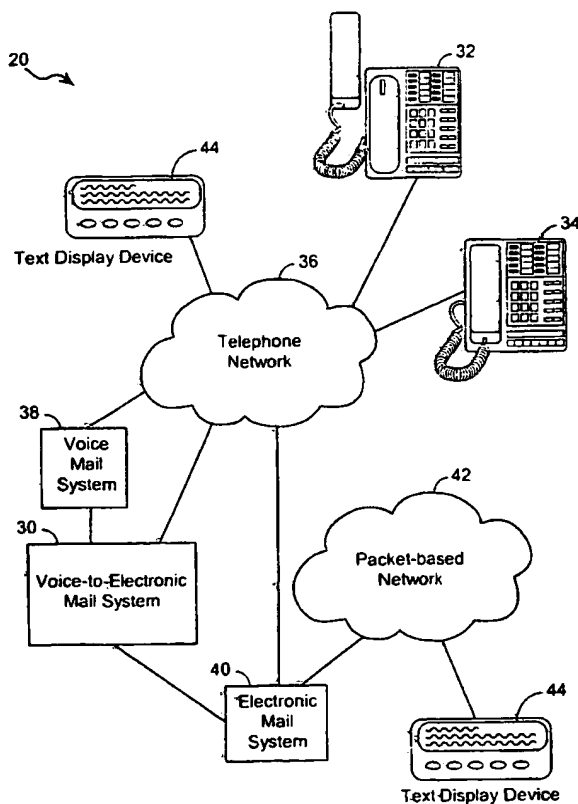 20
32
44
Text Display Device
34
36
Telephone
Network
38
Voice
Mail
System
42
30
Voice-to-Electronic
Mail System
Packet-based
Network
40
Electronic
Mail
System
44
Text Display Device